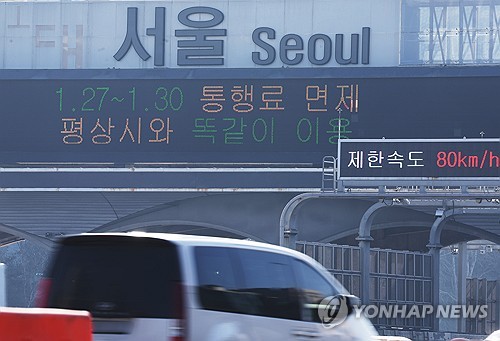 서울 Seoul
1.27~1.30 통행료 면제
평상시와 똑같이 이용
제한속도 80km/h
YONHAP NEWS